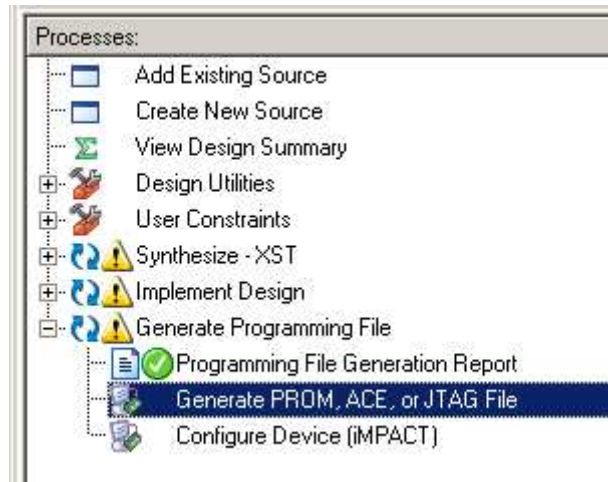 Processes:
Add Existing Source
Create New Source
View Design Summary
Design Utilities
User Constraints
Synthesize - XST
Implement Design
Generate Programming File
Programming File Generation Report
Generate PROM, ACE, or JTAG File
Configure Device (iMPACT)